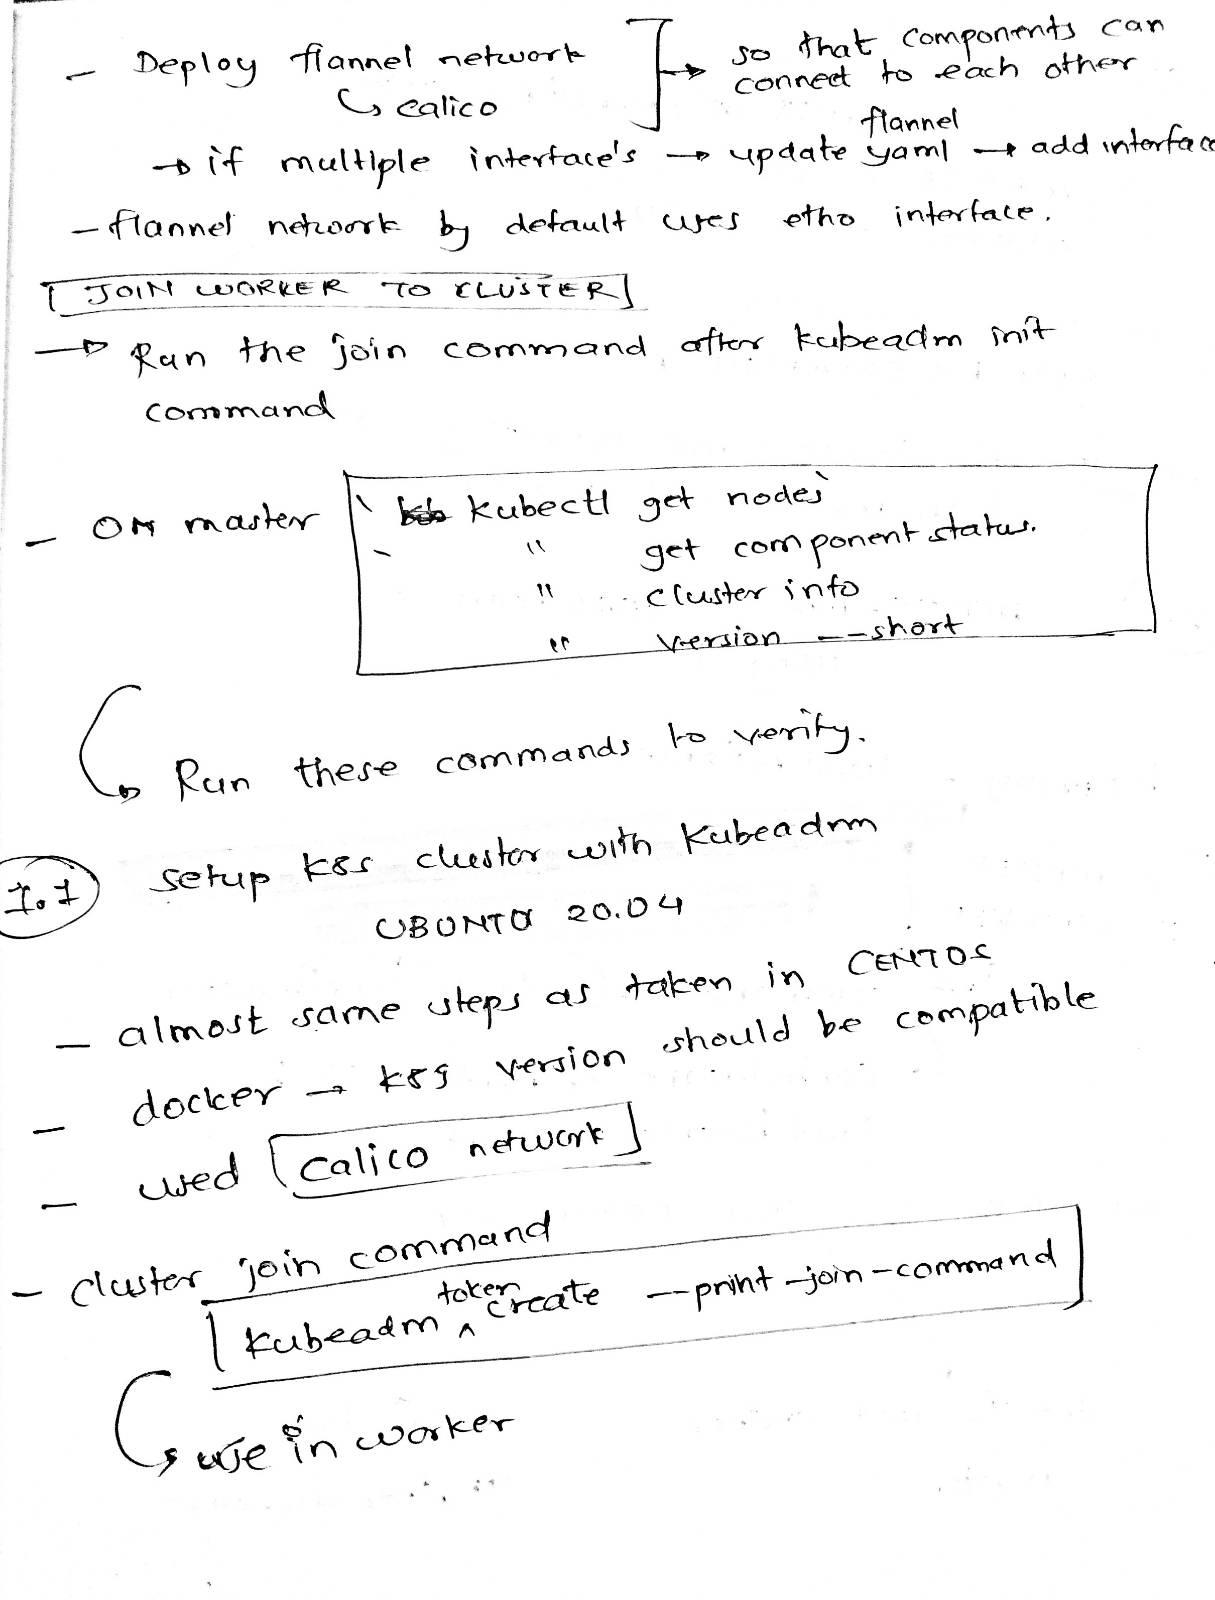 - Deploy flannel network → so that components can
connect to each other
↳ calico
→ if multiple interface's → update flannel yaml → add interface
- flannel network by default uses etho interface.
[JOIN WORKER TO CLUSTER]
→ Run the join command after kubeadm init
command
- ON master kubectl get nodes
" get component status.
" cluster info
" version --short
↳ Run these commands to verify.
1.1 setup k8s cluster with kubeadm
UBUNTU 20.04
- almost same steps as taken in CENTOS
- docker → k8s version should be compatible
- used [calico network]
- cluster join command
kubeadm token create --print-join-command
↳ use in worker